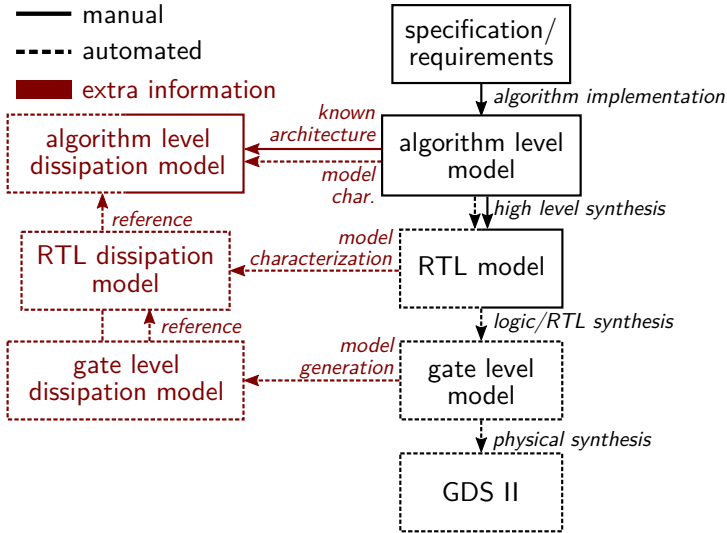 manual
automated
extra information
specification/
requirements
algorithm implementation
algorithm level
dissipation model
known
architecture
model
char.
algorithm level
model
reference
high level synthesis
RTL dissipation
model
model
characterization
RTL model
reference
logic/RTL synthesis
gate level
dissipation model
model
generation
gate level
model
physical synthesis
GDS II